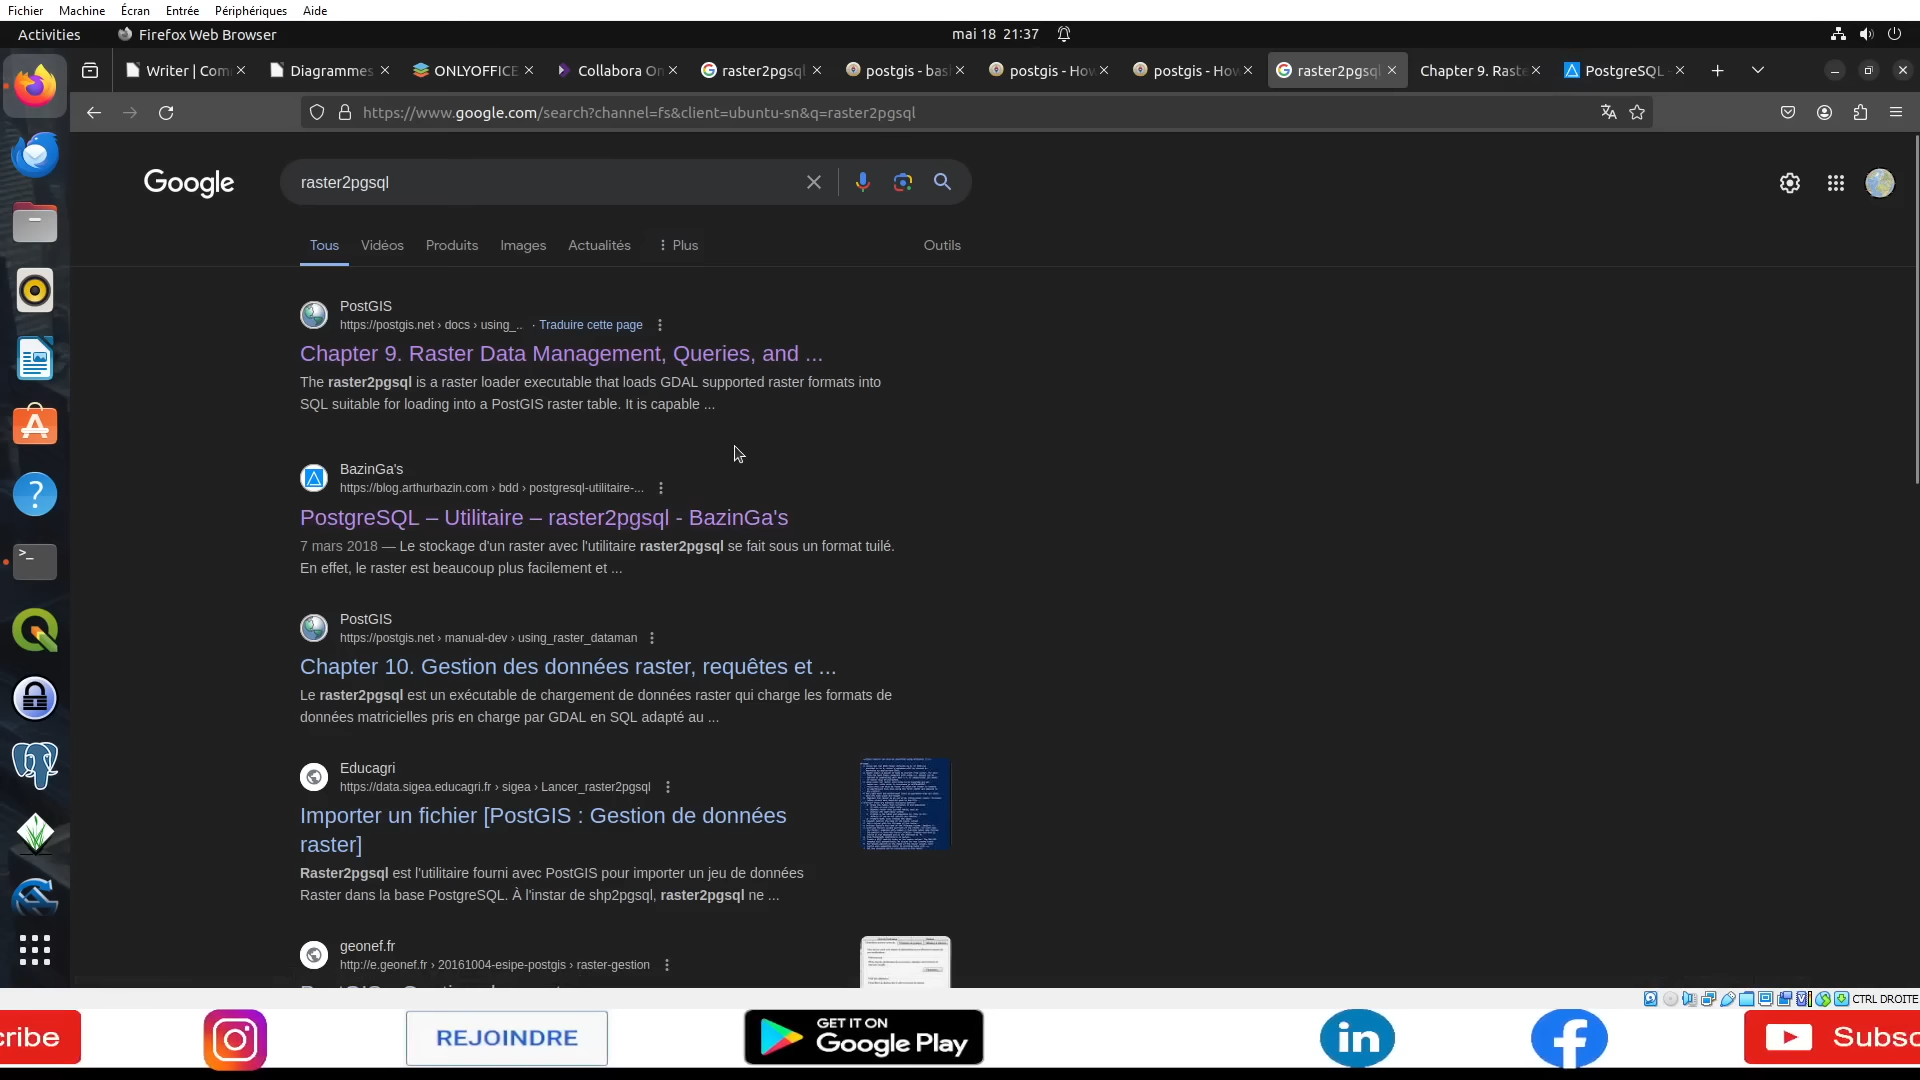 Fichier Machine Écran Entrée Périphériques Aide
Activities Firefox Web Browser mai 18 21:37
Writer | Com Diagrammes ONLYOFFICE Collabora On raster2pgsql postgis - bas postgis - How postgis - How raster2pgsql Chapter 9. Raste PostgreSQL -
https://www.google.com/search?channel=fs&client=ubuntu-sn&q=raster2pgsql
Google raster2pgsql
Tous Vidéos Produits Images Actualités Plus Outils
PostGIS
https://postgis.net › docs › using_.. · Traduire cette page
Chapter 9. Raster Data Management, Queries, and ...
The raster2pgsql is a raster loader executable that loads GDAL supported raster formats into
SQL suitable for loading into a PostGIS raster table. It is capable ...
BazinGa's
https://blog.arthurbazin.com › bdd › postgresql-utilitaire-...
PostgreSQL – Utilitaire – raster2pgsql - BazinGa's
7 mars 2018 — Le stockage d'un raster avec l'utilitaire raster2pgsql se fait sous un format tuilé.
En effet, le raster est beaucoup plus facilement et ...
PostGIS
https://postgis.net › manual-dev › using_raster_dataman
Chapter 10. Gestion des données raster, requêtes et ...
Le raster2pgsql est un exécutable de chargement de données raster qui charge les formats de
données matricielles pris en charge par GDAL en SQL adapté au ...
Educagri
https://data.sigea.educagri.fr › sigea › Lancer_raster2pgsql
Importer un fichier [PostGIS : Gestion de données
raster]
Raster2pgsql est l'utilitaire fourni avec PostGIS pour importer un jeu de données
Raster dans la base PostgreSQL. À l'instar de shp2pgsql, raster2pgsql ne ...
geonef.fr
http://e.geonef.fr › 20161004-esipe-postgis › raster-gestion
CTRL DROITE
cribe REJOINDRE GET IT ON Google Play in Subsc